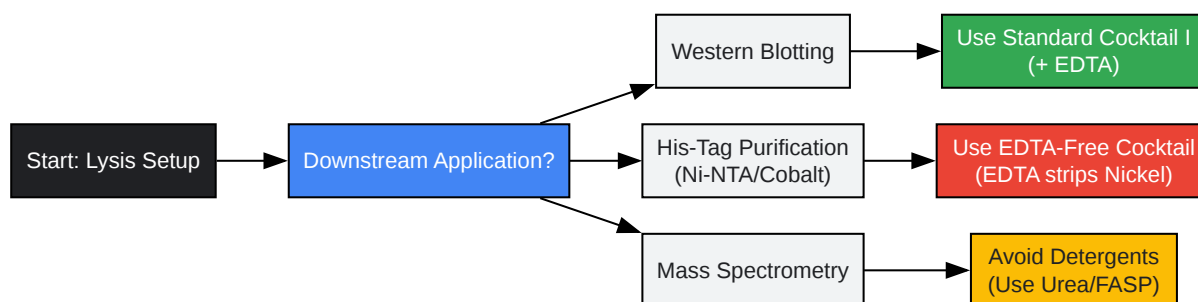 Start: Lysis Setup
Downstream Application?
Western Blotting
Use Standard Cocktail I
(+ EDTA)
His-Tag Purification
(Ni-NTA/Cobalt)
Use EDTA-Free Cocktail
(EDTA strips Nickel)
Mass Spectrometry
Avoid Detergents
(Use Urea/FASP)